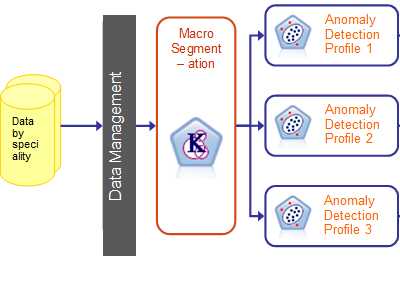 Data
by
speci
ality
Data Management
Macro
Segment
– ation
K
Anomaly
Detection
Profile 1
Anomaly
Detection
Profile 2
Anomaly
Detection
Profile 3